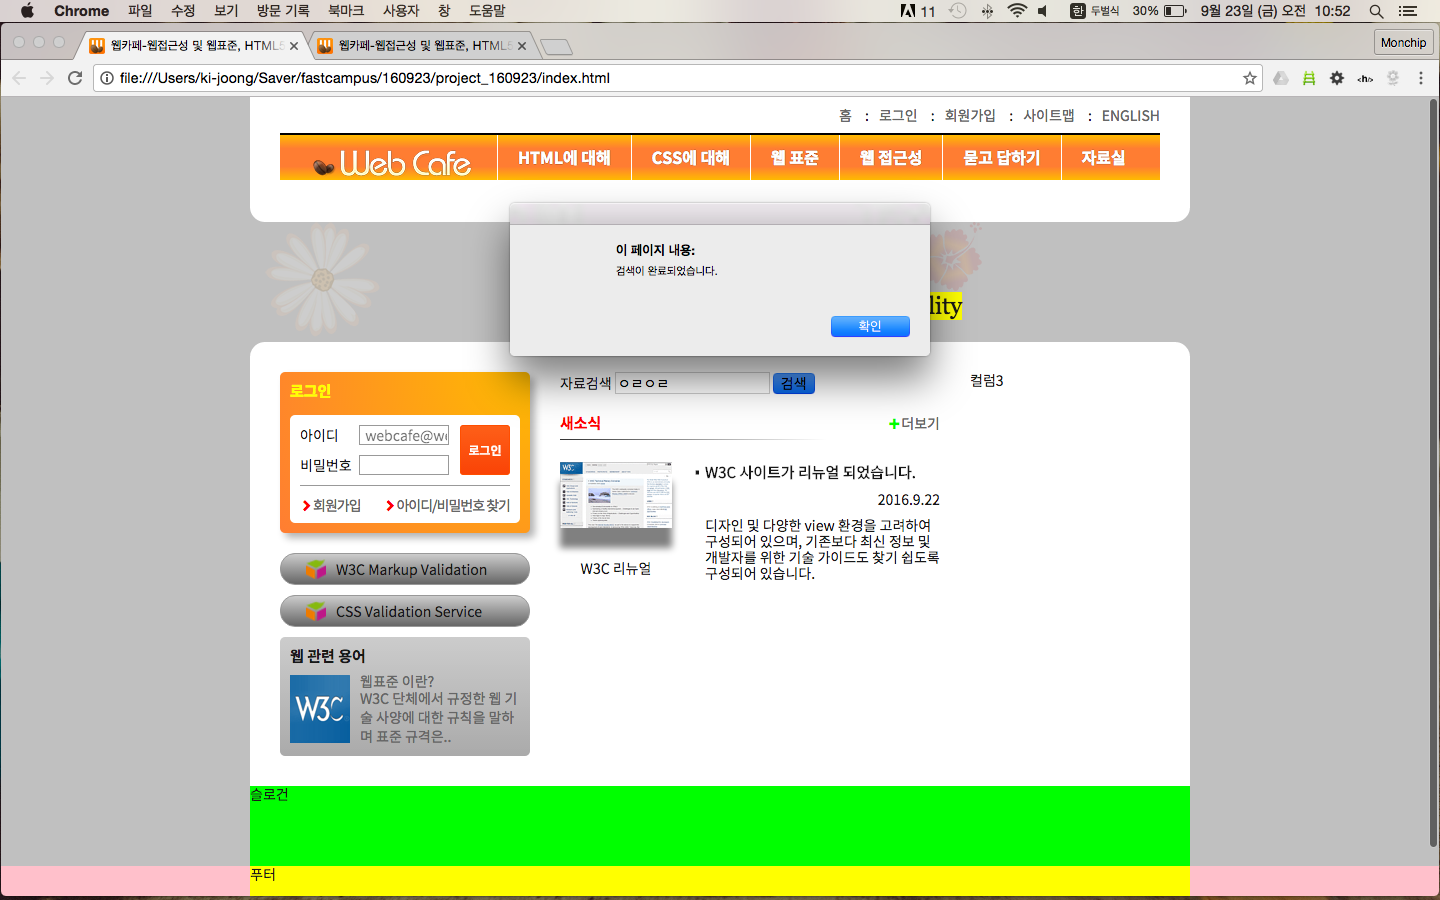 Chrome 파일 수정 보기 방문 기록 북마크 사용자 창 도움말 11 한 두벌식 30% 9월 23일 (금) 오전 10:52
웹카페-웹접근성 및 웹표준, HTML5
웹카페-웹접근성 및 웹표준, HTML5
Monchip
file:///Users/ki-joong/Saver/fastcampus/160923/project_160923/index.html
홈 : 로그인 : 회원가입 : 사이트맵 : ENGLISH
Web Cafe
HTML에 대해
CSS에 대해
웹 표준
웹 접근성
묻고 답하기
자료실
이 페이지 내용:
검색이 완료되었습니다.
확인
lity
로그인
아이디 webcafe@we
비밀번호
로그인
회원가입 아이디/비밀번호 찾기
W3C Markup Validation
CSS Validation Service
웹 관련 용어
W3C
웹표준 이란?
W3C 단체에서 규정한 웹 기
술 사양에 대한 규칙을 말하
며 표준 규격은..
자료검색 ㅇㄹㅇㄹ 검색
새소식
+더보기
W3C
W3C 리뉴얼
▪ W3C 사이트가 리뉴얼 되었습니다.
2016.9.22
디자인 및 다양한 view 환경을 고려하여
구성되어 있으며, 기존보다 최신 정보 및
개발자를 위한 기술 가이드도 찾기 쉽도록
구성되어 있습니다.
컬럼3
슬로건
푸터